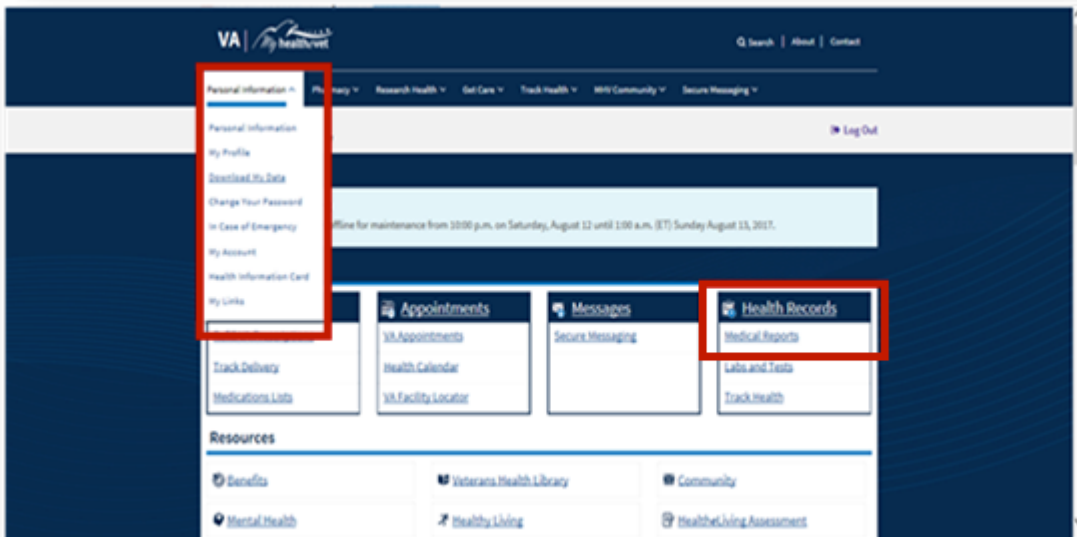 VA | My healthevet
Search | About | Contact
Personal Information Pharmacy Research Health Get Care Track Health MHV Community Secure Messaging
Log Out
Personal Information
My Profile
Download My Data
Change Your Password
In Case of Emergency
My Account
Health Information Card
My Links
offline for maintenance from 10:00 p.m. on Saturday, August 12 until 1:00 a.m. (ET) Sunday August 13, 2017.
Appointments Messages Health Records
VA Appointments Secure Messaging Medical Reports
Track Delivery Health Calendar Labs and Tests
Medications Lists VA Facility Locator Track Health
Resources
Benefits Veterans Health Library Community
Mental Health Healthy Living HealtheLiving Assessment